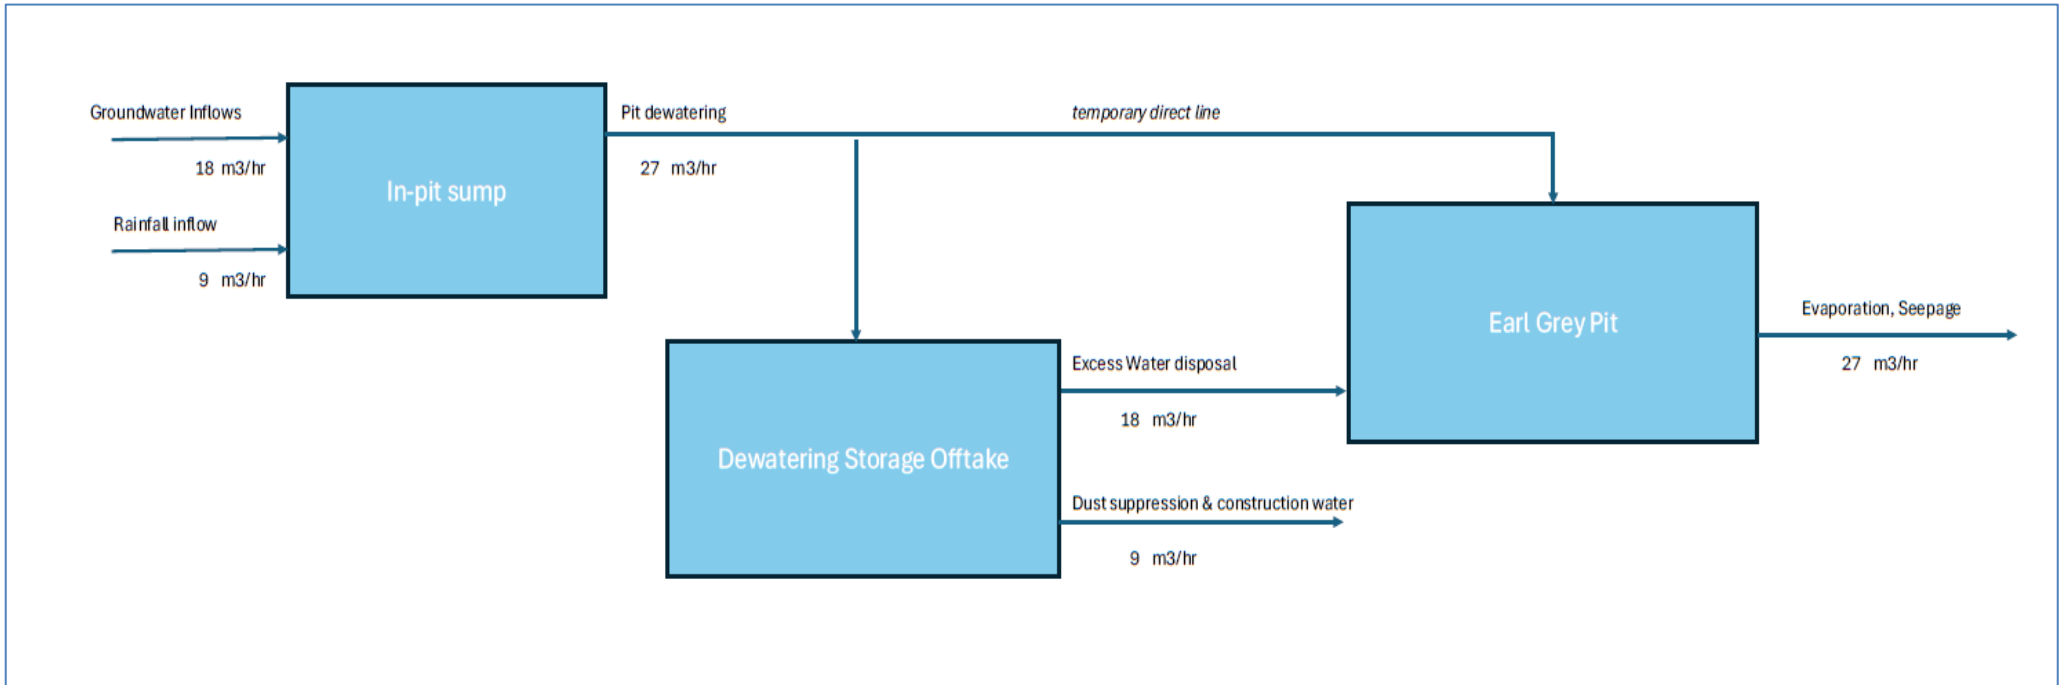 Groundwater Inflows
18 m3/hr
Rainfall inflow
9 m3/hr
In-pit sump
Pit dewatering
27 m3/hr
temporary direct line
Dewatering Storage Offtake
Excess Water disposal
18 m3/hr
Dust suppression & construction water
9 m3/hr
Earl Grey Pit
Evaporation, Seepage
27 m3/hr